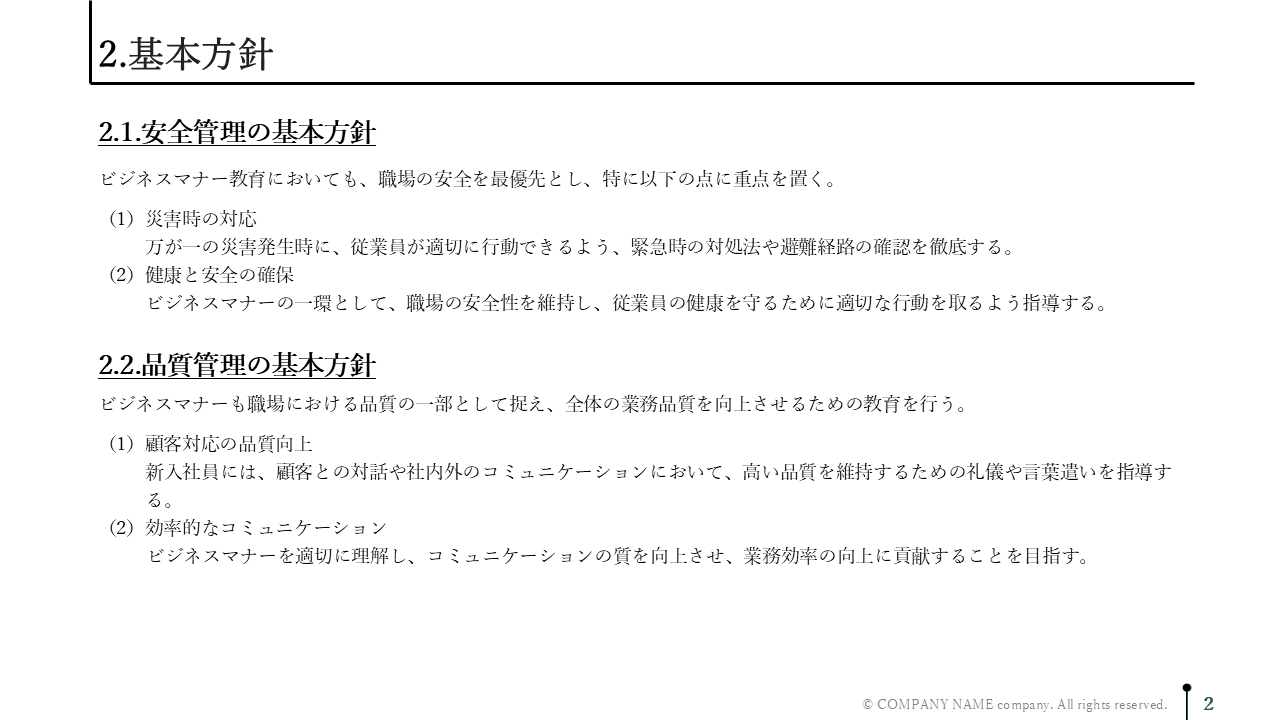 2.基本方針
2.1.安全管理の基本方針
ビジネスマナー教育においても、職場の安全を最優先とし、特に以下の点に重点を置く。
（1）災害時の対応
万が一の災害発生時に、従業員が適切に行動できるよう、緊急時の対処法や避難経路の確認を徹底する。
（2）健康と安全の確保
ビジネスマナーの一環として、職場の安全性を維持し、従業員の健康を守るために適切な行動を取るよう指導する。
2.2.品質管理の基本方針
ビジネスマナーも職場における品質の一部として捉え、全体の業務品質を向上させるための教育を行う。
（1）顧客対応の品質向上
新入社員には、顧客との対話や社内外のコミュニケーションにおいて、高い品質を維持するための礼儀や言葉遣いを指導す
る。
（2）効率的なコミュニケーション
ビジネスマナーを適切に理解し、コミュニケーションの質を向上させ、業務効率の向上に貢献することを目指す。
© COMPANY NAME company. All rights reserved.
2